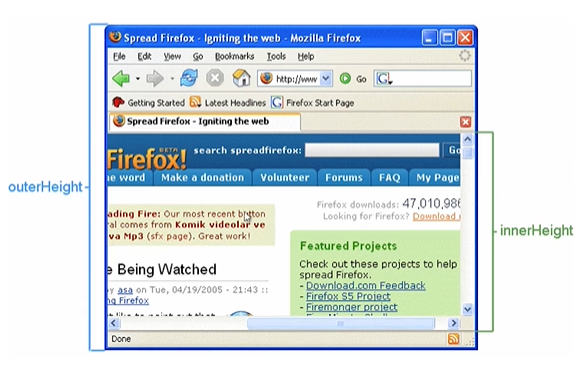 Spread Firefox - Igniting the web - Mozilla Firefox
File Edit View Go Bookmarks Tools Help
http://www Go G
Getting Started Latest Headlines Firefox Start Page
Spread Firefox - Igniting the web
BETA
Firefox! search spreadfirefox: Go
he word Make a donation Volunteer Forums FAQ My Page
outerHeight
innerHeight
Firefox downloads: 47,010,986
Looking for Firefox? Download
ading Fire: Our most recent button
ral comes from Komik videolar ve
va Mp3 (sfx page). Great work!
Featured Projects
Check out these projects to help
spread Firefox.
- Download.com Feedback
- Firefox S5 Project
- Firemonger project
e Being Watched
by asa on Tue, 04/19/2005 - 21:43 ::
ng Firefox
Done